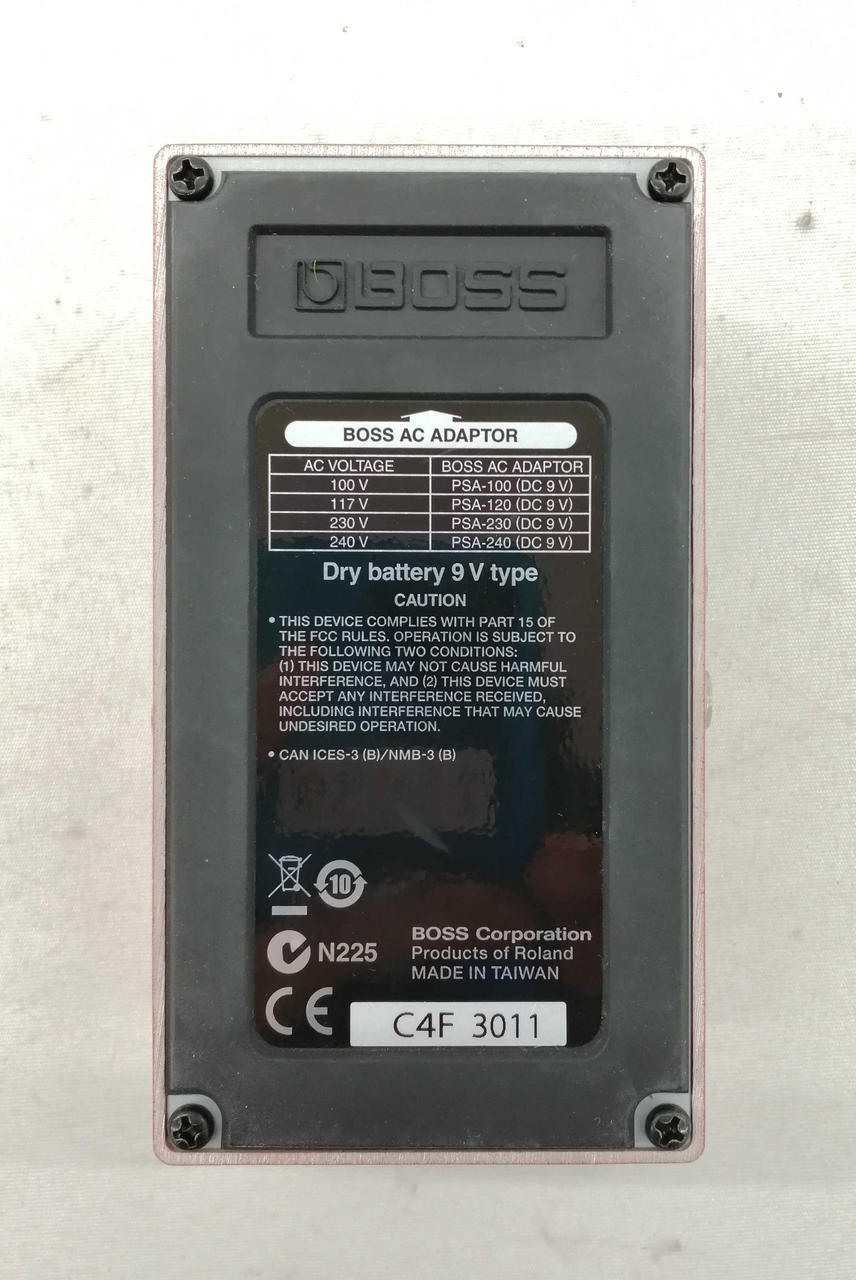 BOSS
BOSS AC ADAPTOR
AC VOLTAGE BOSS AC ADAPTOR
100 V PSA-100 (DC 9 V)
117 V PSA-120 (DC 9 V)
230 V PSA-230 (DC 9 V)
240 V PSA-240 (DC 9 V)
Dry battery 9 V type
CAUTION
• THIS DEVICE COMPLIES WITH PART 15 OF
THE FCC RULES. OPERATION IS SUBJECT TO
THE FOLLOWING TWO CONDITIONS:
(1) THIS DEVICE MAY NOT CAUSE HARMFUL
INTERFERENCE, AND (2) THIS DEVICE MUST
ACCEPT ANY INTERFERENCE RECEIVED,
INCLUDING INTERFERENCE THAT MAY CAUSE
UNDESIRED OPERATION.
• CAN ICES-3 (B)/NMB-3 (B)
10
N225
BOSS Corporation
Products of Roland
MADE IN TAIWAN
CE
C4F 3011